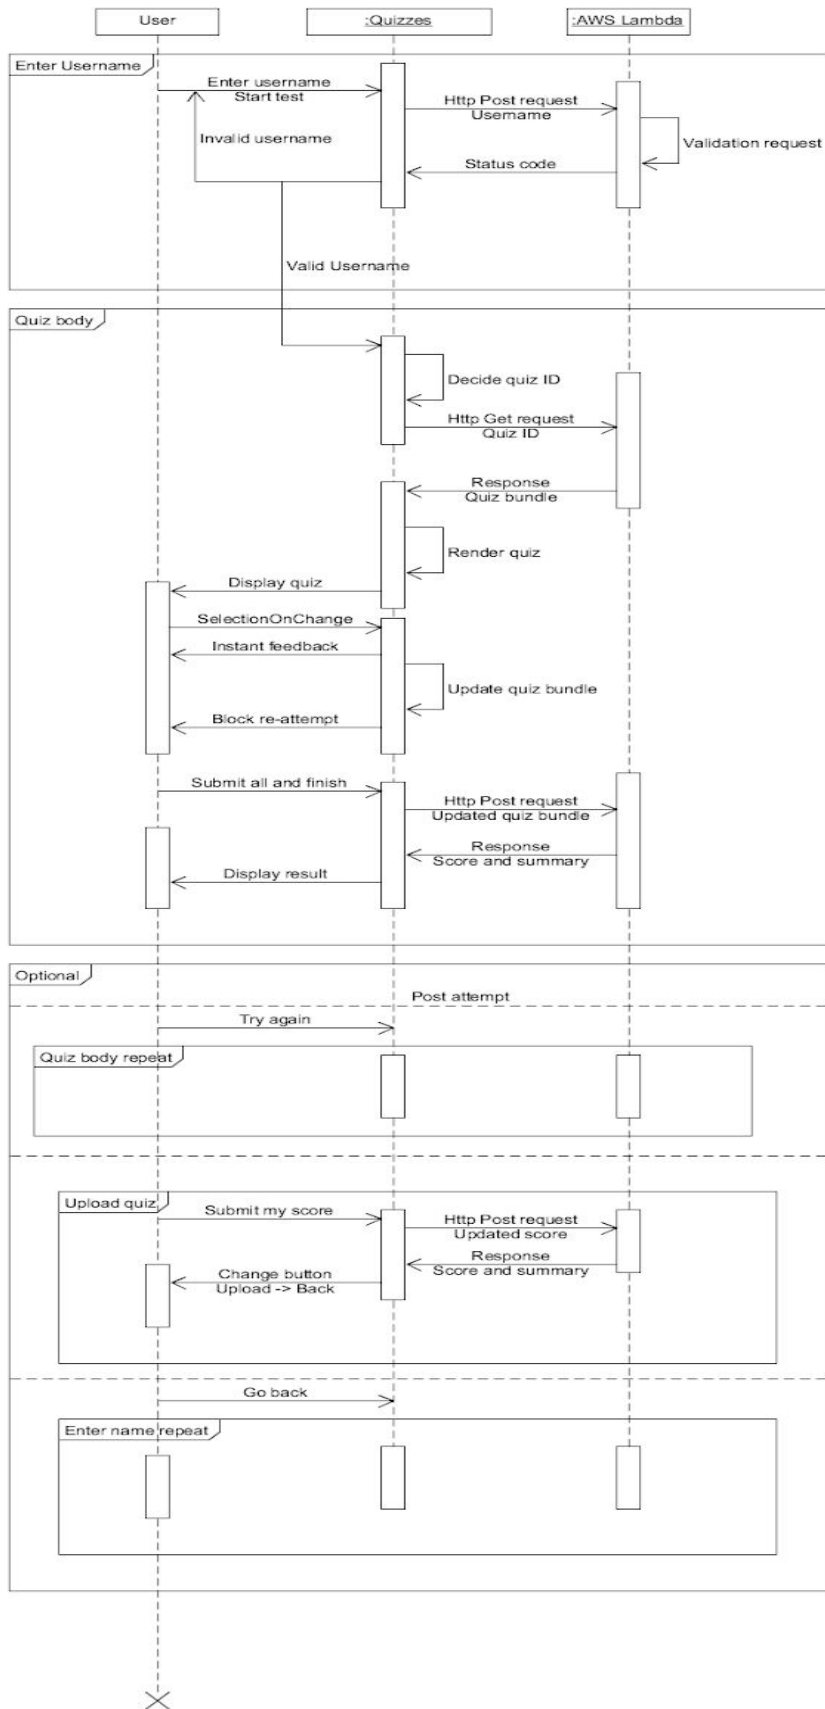 User
:Quizzes
:AWS Lambda
Enter Username
Enter username
Start test
Http Post request
Username
Invalid username
Validation request
Status code
Valid Username
Quiz body
Decide quiz ID
Http Get request
Quiz ID
Response
Quiz bundle
Render quiz
Display quiz
SelectionOnChange
Instant feedback
Update quiz bundle
Block re-attempt
Submit all and finish
Http Post request
Updated quiz bundle
Response
Score and summary
Display result
Optional
Post attempt
Try again
Quiz body repeat
Upload quiz
Submit my score
Http Post request
Updated score
Response
Score and summary
Change button
Upload -> Back
Go back
Enter name repeat